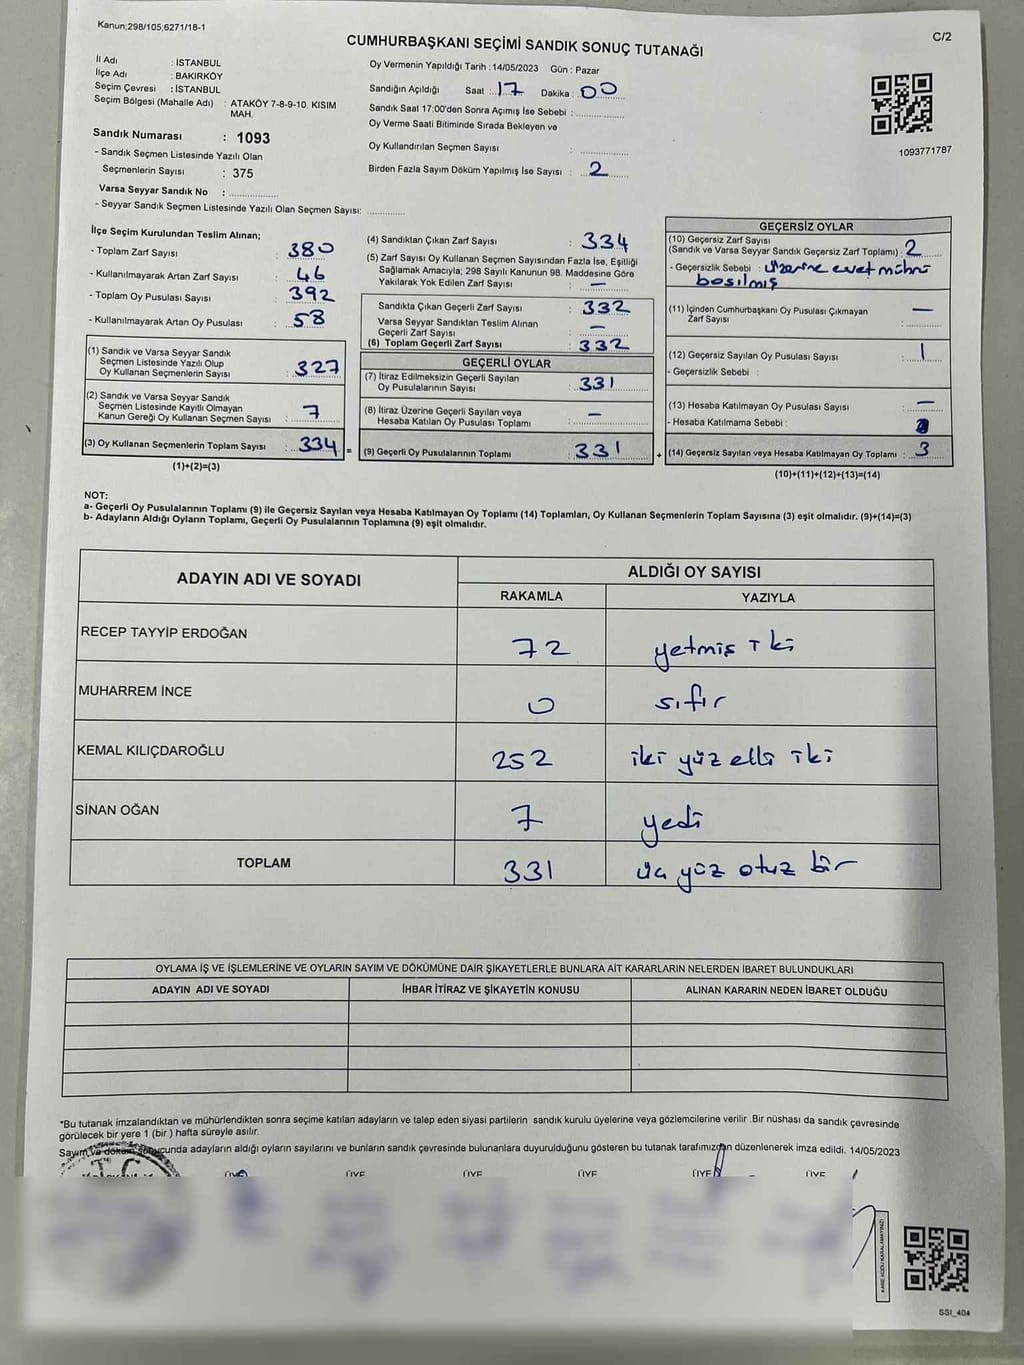 Kanun;298/105;6271/18-1
C/2
CUMHURBAŞKANI SEÇİMİ SANDIK SONUÇ TUTANAĞI
İl Adı : İSTANBUL
İlçe Adı : BAKIRKÖY
Seçim Çevresi : İSTANBUL
Seçim Bölgesi (Mahalle Adı) : ATAKÖY 7-8-9-10. KISIM MAH.
Sandık Numarası : 1093
- Sandık Seçmen Listesinde Yazılı Olan
Seçmenlerin Sayısı : 375
Varsa Seyyar Sandık No :
- Seyyar Sandık Seçmen Listesinde Yazılı Olan Seçmen Sayısı:
Oy Vermenin Yapıldığı Tarih : 14/05/2023 Gün : Pazar
Sandığın Açıldığı Saat : 17 Dakika : 00
Sandık Saat 17:00'den Sonra Açımış İse Sebebi :
Oy Verme Saati Bitiminde Sırada Bekleyen ve
Oy Kullandırılan Seçmen Sayısı :
Birden Fazla Sayım Döküm Yapılmış İse Sayısı : 2
1093771787
İlçe Seçim Kurulundan Teslim Alınan;
- Toplam Zarf Sayısı : 380
- Kullanılmayarak Artan Zarf Sayısı : 46
- Toplam Oy Pusulası Sayısı : 392
- Kullanılmayarak Artan Oy Pusulası : 58
(1) Sandık ve Varsa Seyyar Sandık
Seçmen Listesinde Yazılı Olup
Oy Kullanan Seçmenlerin Sayısı : 327
(2) Sandık ve Varsa Seyyar Sandık
Seçmen Listesinde Kayıtlı Olmayan
Kanun Gereği Oy Kullanan Seçmen Sayısı : 7
(3) Oy Kullanan Seçmenlerin Toplam Sayısı : 334 =
(1)+(2)=(3)
(4) Sandıktan Çıkan Zarf Sayısı : 334
(5) Zarf Sayısı Oy Kullanan Seçmen Sayısından Fazla İse, Eşitliği
Sağlamak Amacıyla; 298 Sayılı Kanunun 98. Maddesine Göre
Yakılarak Yok Edilen Zarf Sayısı : —
Sandıkta Çıkan Geçerli Zarf Sayısı : 332
Varsa Seyyar Sandıktan Teslim Alınan
Geçerli Zarf Sayısı : —
(6) Toplam Geçerli Zarf Sayısı : 332
GEÇERLİ OYLAR
(7) İtiraz Edilmeksizin Geçerli Sayılan
Oy Pusulalarının Sayısı : 331
(8) İtiraz Üzerine Geçerli Sayılan veya
Hesaba Katılan Oy Pusulası Toplamı : —
(9) Geçerli Oy Pusulalarının Toplamı : 331 +
GEÇERSİZ OYLAR
(10) Geçersiz Zarf Sayısı
(Sandık ve Varsa Seyyar Sandık Geçersiz Zarf Toplamı) : 2
- Geçersizlik Sebebi : üzerine evet mührü
basılmış
(11) İçinden Cumhurbaşkanı Oy Pusulası Çıkmayan
Zarf Sayısı : —
(12) Geçersiz Sayılan Oy Pusulası Sayısı : 1
- Geçersizlik Sebebi :
(13) Hesaba Katılmayan Oy Pusulası Sayısı : —
- Hesaba Katılmama Sebebi :
(14) Geçersiz Sayılan veya Hesaba Katılmayan Oy Toplamı : 3
(10)+(11)+(12)+(13)=(14)
NOT:
a- Geçerli Oy Pusulalarının Toplamı (9) ile Geçersiz Sayılan veya Hesaba Katılmayan Oy Toplamı (14) Toplamları, Oy Kullanan Seçmenlerin Toplam Sayısına (3) eşit olmalıdır. (9)+(14)=(3)
b- Adayların Aldığı Oyların Toplamı, Geçerli Oy Pusulalarının Toplamına (9) eşit olmalıdır.
ADAYIN ADI VE SOYADI ALDIĞI OY SAYISI
RAKAMLA YAZIYLA
RECEP TAYYİP ERDOĞAN 72 yetmiş iki
MUHARREM İNCE 0 sıfır
KEMAL KILIÇDAROĞLU 252 iki yüz elli iki
SİNAN OĞAN 7 yedi
TOPLAM 331 üç yüz otuz bir
OYLAMA İŞ VE İŞLEMLERİNE VE OYLARIN SAYIM VE DÖKÜMÜNE DAİR ŞİKAYETLERLE BUNLARA AİT KARARLARIN NELERDEN İBARET BULUNDUKLARI
ADAYIN ADI VE SOYADI İHBAR İTİRAZ VE ŞİKAYETİN KONUSU ALINAN KARARIN NEDEN İBARET OLDUĞU
*Bu tutanak imzalandıktan ve mühürlendikten sonra seçime katılan adayların ve talep eden siyasi partilerin sandık kurulu üyelerine veya gözlemcilerine verilir .Bir nüshası da sandık çevresinde
görülecek bir yere 1 (bir ) hafta süreyle asılır.
Sayım ve döküm sonucunda adayların aldığı oyların sayılarını ve bunların sandık çevresinde bulunanlara duyurulduğunu gösteren bu tutanak tarafımızdan düzenlenerek imza edildi. 14/05/2023
T.C.
ÜYE ÜYE ÜYE ÜYE ÜYE ÜYE
KARE KODU KARALAMAYINIZ!
SSI_404